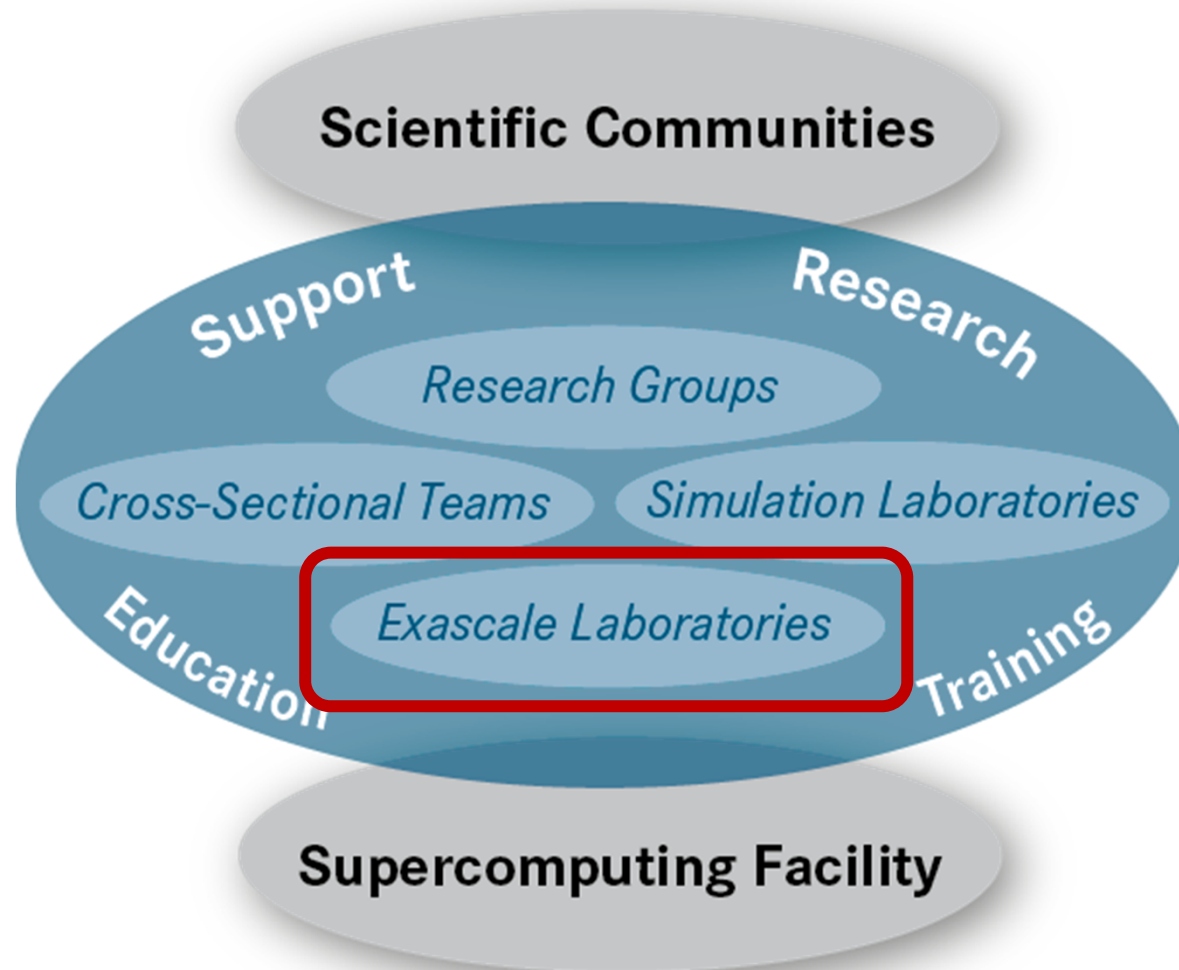 Scientific Communities
Support
Research
Research Groups
Cross-Sectional Teams
Simulation Laboratories
Exascale Laboratories
Education
Training
Supercomputing Facility